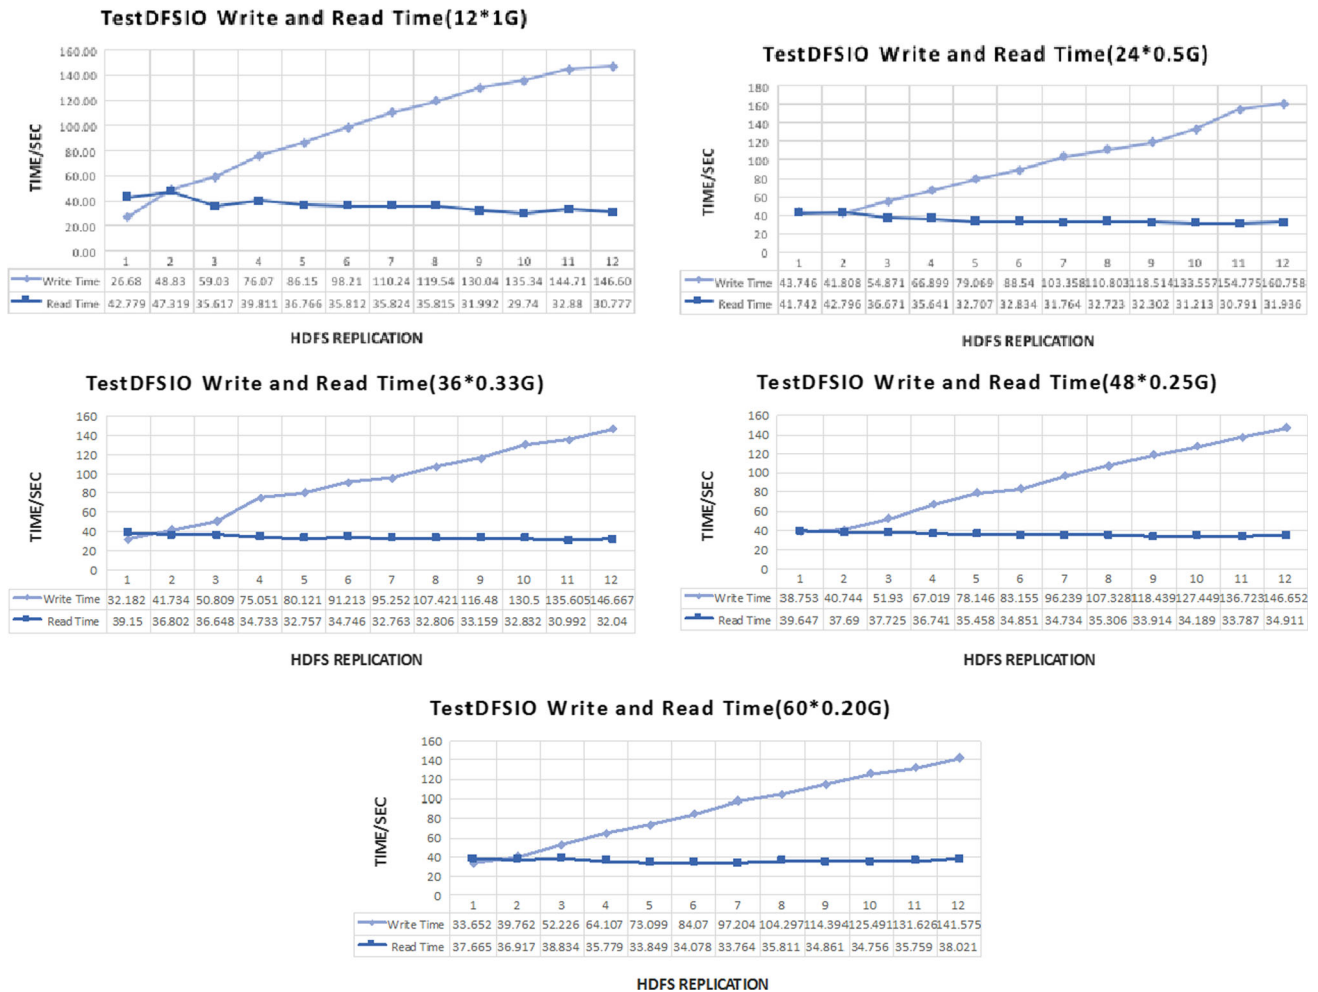 TestDFSIO Write and Read Time(12*1G)
TIME/SEC
160.00
140.00
120.00
100.00
80.00
60.00
40.00
20.00
0.00
1 2 3 4 5 6 7 8 9 10 11 12
Write Time 26.68 48.83 59.03 76.07 86.15 98.21 110.24 119.54 130.04 135.34 144.71 146.60
Read Time 42.779 47.319 35.617 39.811 36.766 35.812 35.824 35.815 31.992 29.74 32.88 30.777
HDFS REPLICATION
TestDFSIO Write and Read Time(24*0.5G)
TIME/SEC
180
160
140
120
100
80
60
40
20
0
1 2 3 4 5 6 7 8 9 10 11 12
Write Time 43.746 41.808 54.871 66.899 79.069 88.54 103.358 110.803 118.514 133.557 154.775 160.758
Read Time 41.742 42.796 36.671 35.641 32.707 32.834 31.764 32.723 32.302 31.213 30.791 31.936
HDFS REPLICATION
TestDFSIO Write and Read Time(36*0.33G)
TIME/SEC
160
140
120
100
80
60
40
20
0
1 2 3 4 5 6 7 8 9 10 11 12
Write Time 32.182 41.734 50.809 75.051 80.121 91.213 95.252 107.421 116.48 130.5 135.605 146.667
Read Time 39.15 36.802 36.648 34.733 32.757 34.746 32.763 32.806 33.159 32.832 30.992 32.04
HDFS REPLICATION
TestDFSIO Write and Read Time(48*0.25G)
TIME/SEC
160
140
120
100
80
60
40
20
0
1 2 3 4 5 6 7 8 9 10 11 12
Write Time 38.753 40.744 51.93 67.019 78.146 83.155 96.239 107.328 118.439 127.449 136.723 146.652
Read Time 39.647 37.69 37.725 36.741 35.458 34.851 34.734 35.306 33.914 34.189 33.787 34.911
HDFS REPLICATION
TestDFSIO Write and Read Time(60*0.20G)
TIME/SEC
160
140
120
100
80
60
40
20
0
1 2 3 4 5 6 7 8 9 10 11 12
Write Time 33.652 39.762 52.226 64.107 73.099 84.07 97.204 104.297 114.394 125.491 131.626 141.575
Read Time 37.665 36.917 38.834 35.779 33.849 34.078 33.764 35.811 34.861 34.756 35.759 38.021
HDFS REPLICATION